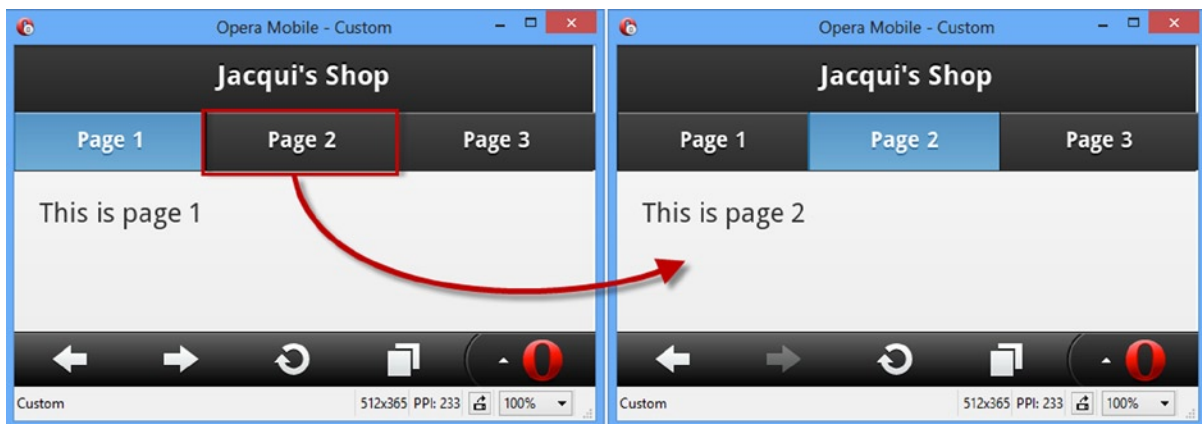 Opera Mobile - Custom
Jacqui's Shop
Page 1 Page 2 Page 3
This is page 1
Custom 512x365 PPI: 233 100%
Opera Mobile - Custom
Jacqui's Shop
Page 1 Page 2 Page 3
This is page 2
Custom 512x365 PPI: 233 100%